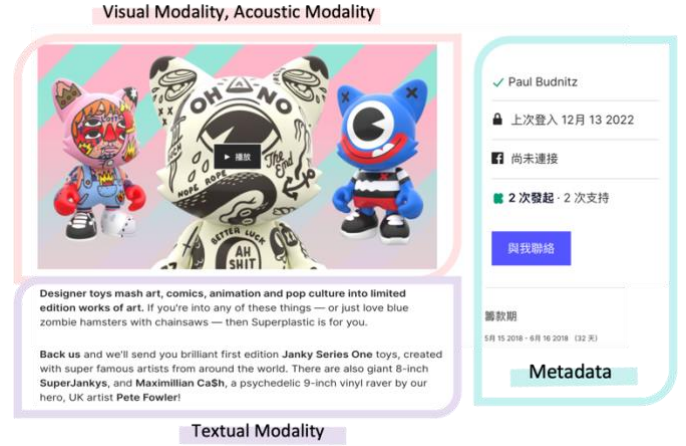 Visual Modality, Acoustic Modality
OH NO
▶ 播放
The
End
NOPE ROPE
BETTER LUCK
AH
SHIT
Designer toys mash art, comics, animation and pop culture into limited
edition works of art. If you're into any of these things — or just love blue
zombie hamsters with chainsaws — then Superplastic is for you.
Back us and we'll send you brilliant first edition Janky Series One toys, created
with super famous artists from around the world. There are also giant 8-inch
SuperJankys, and Maximillian Ca$h, a psychedelic 9-inch vinyl raver by our
hero, UK artist Pete Fowler!
Textual Modality
Paul Budnitz
上次登入 12月 13 2022
尚未連接
2 次發起 · 2 次支持
與我聯絡
籌款期
5月 15 2018 - 6月 16 2018 （32 天）
Metadata